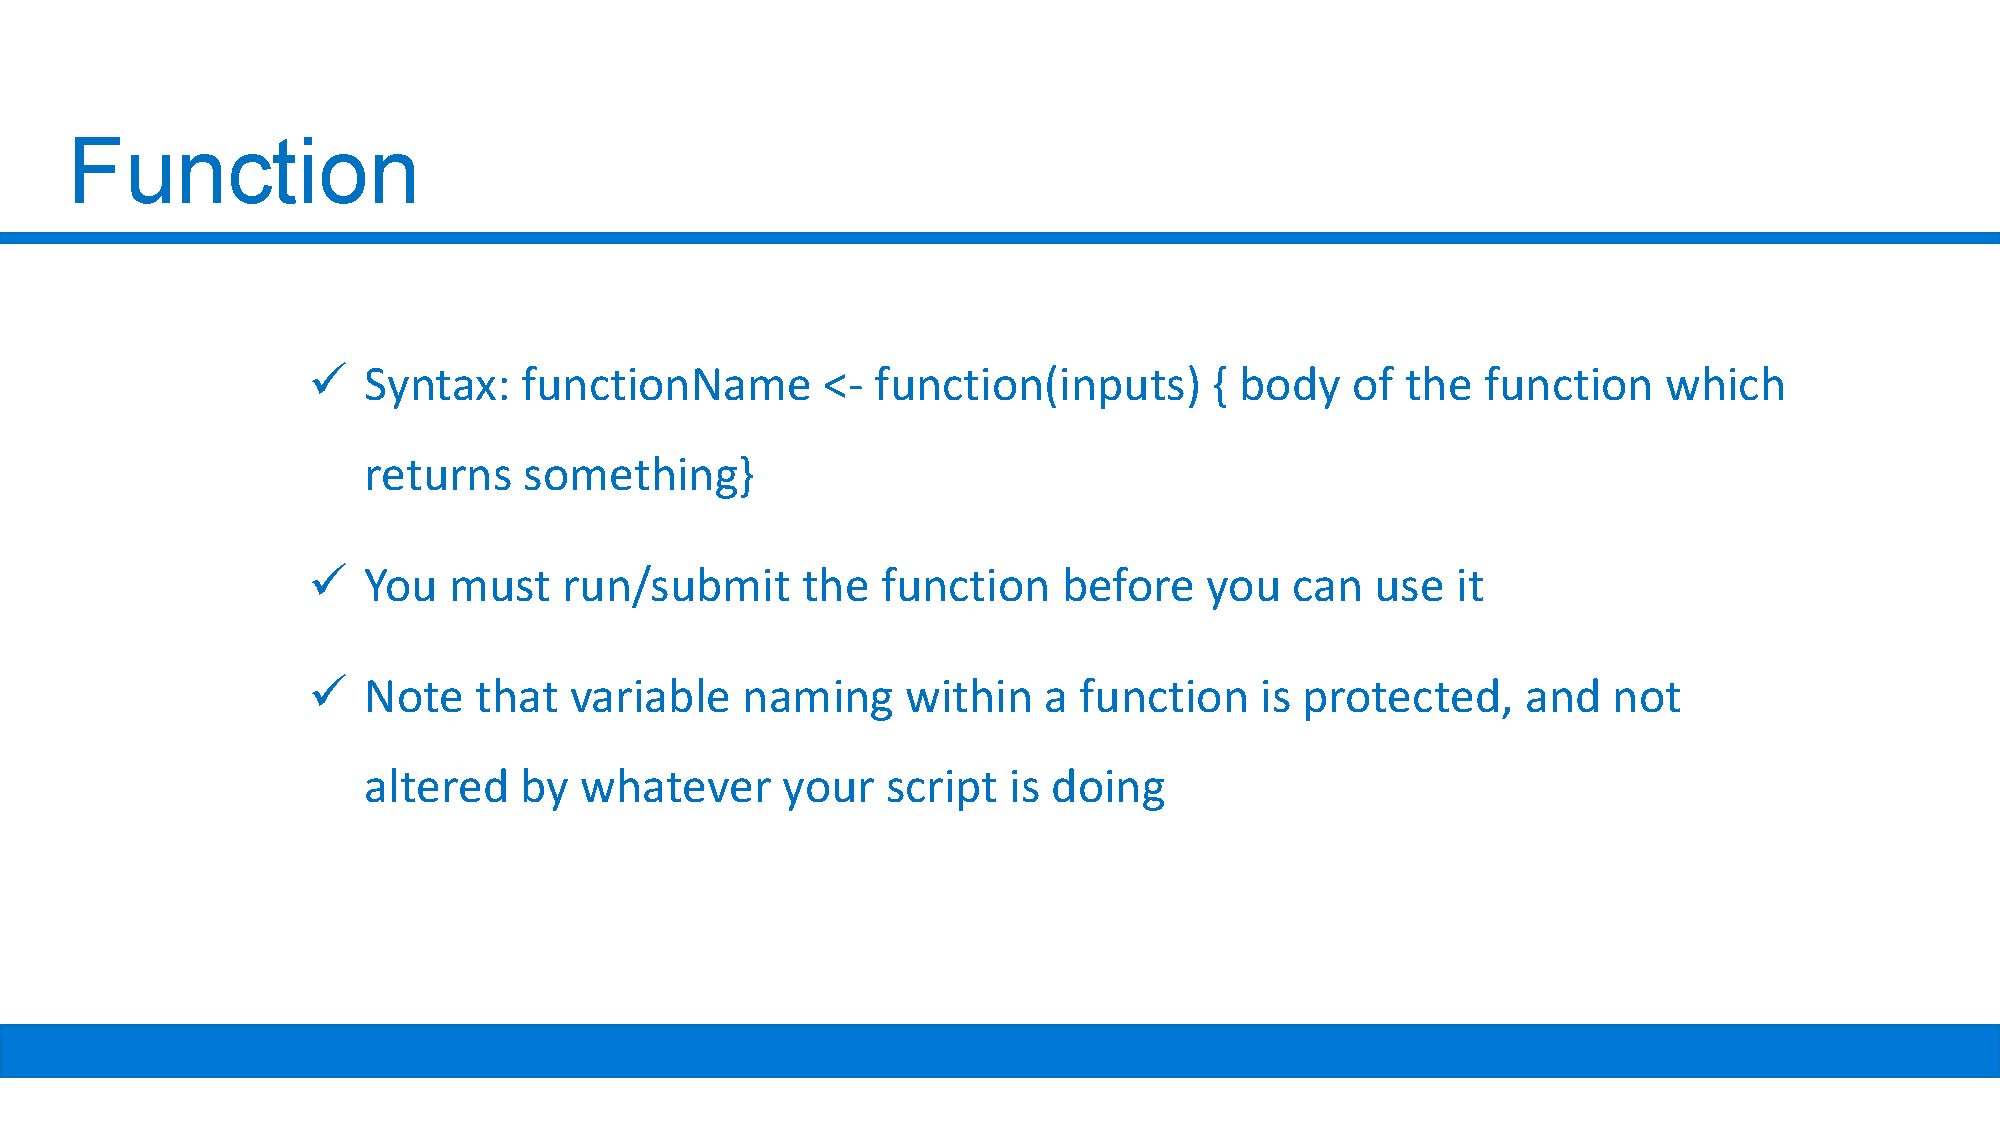 Function
✓ Syntax: functionName <- function(inputs) { body of the function which
returns something}
✓ You must run/submit the function before you can use it
✓ Note that variable naming within a function is protected, and not
altered by whatever your script is doing